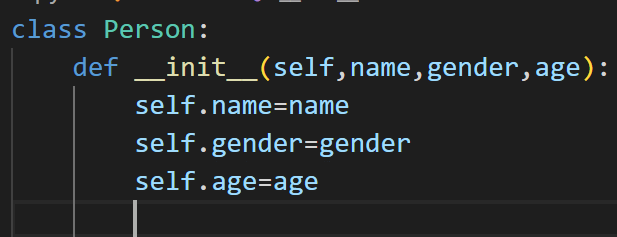 class Person:
    def __init__(self,name,gender,age):
        self.name=name
        self.gender=gender
        self.age=age